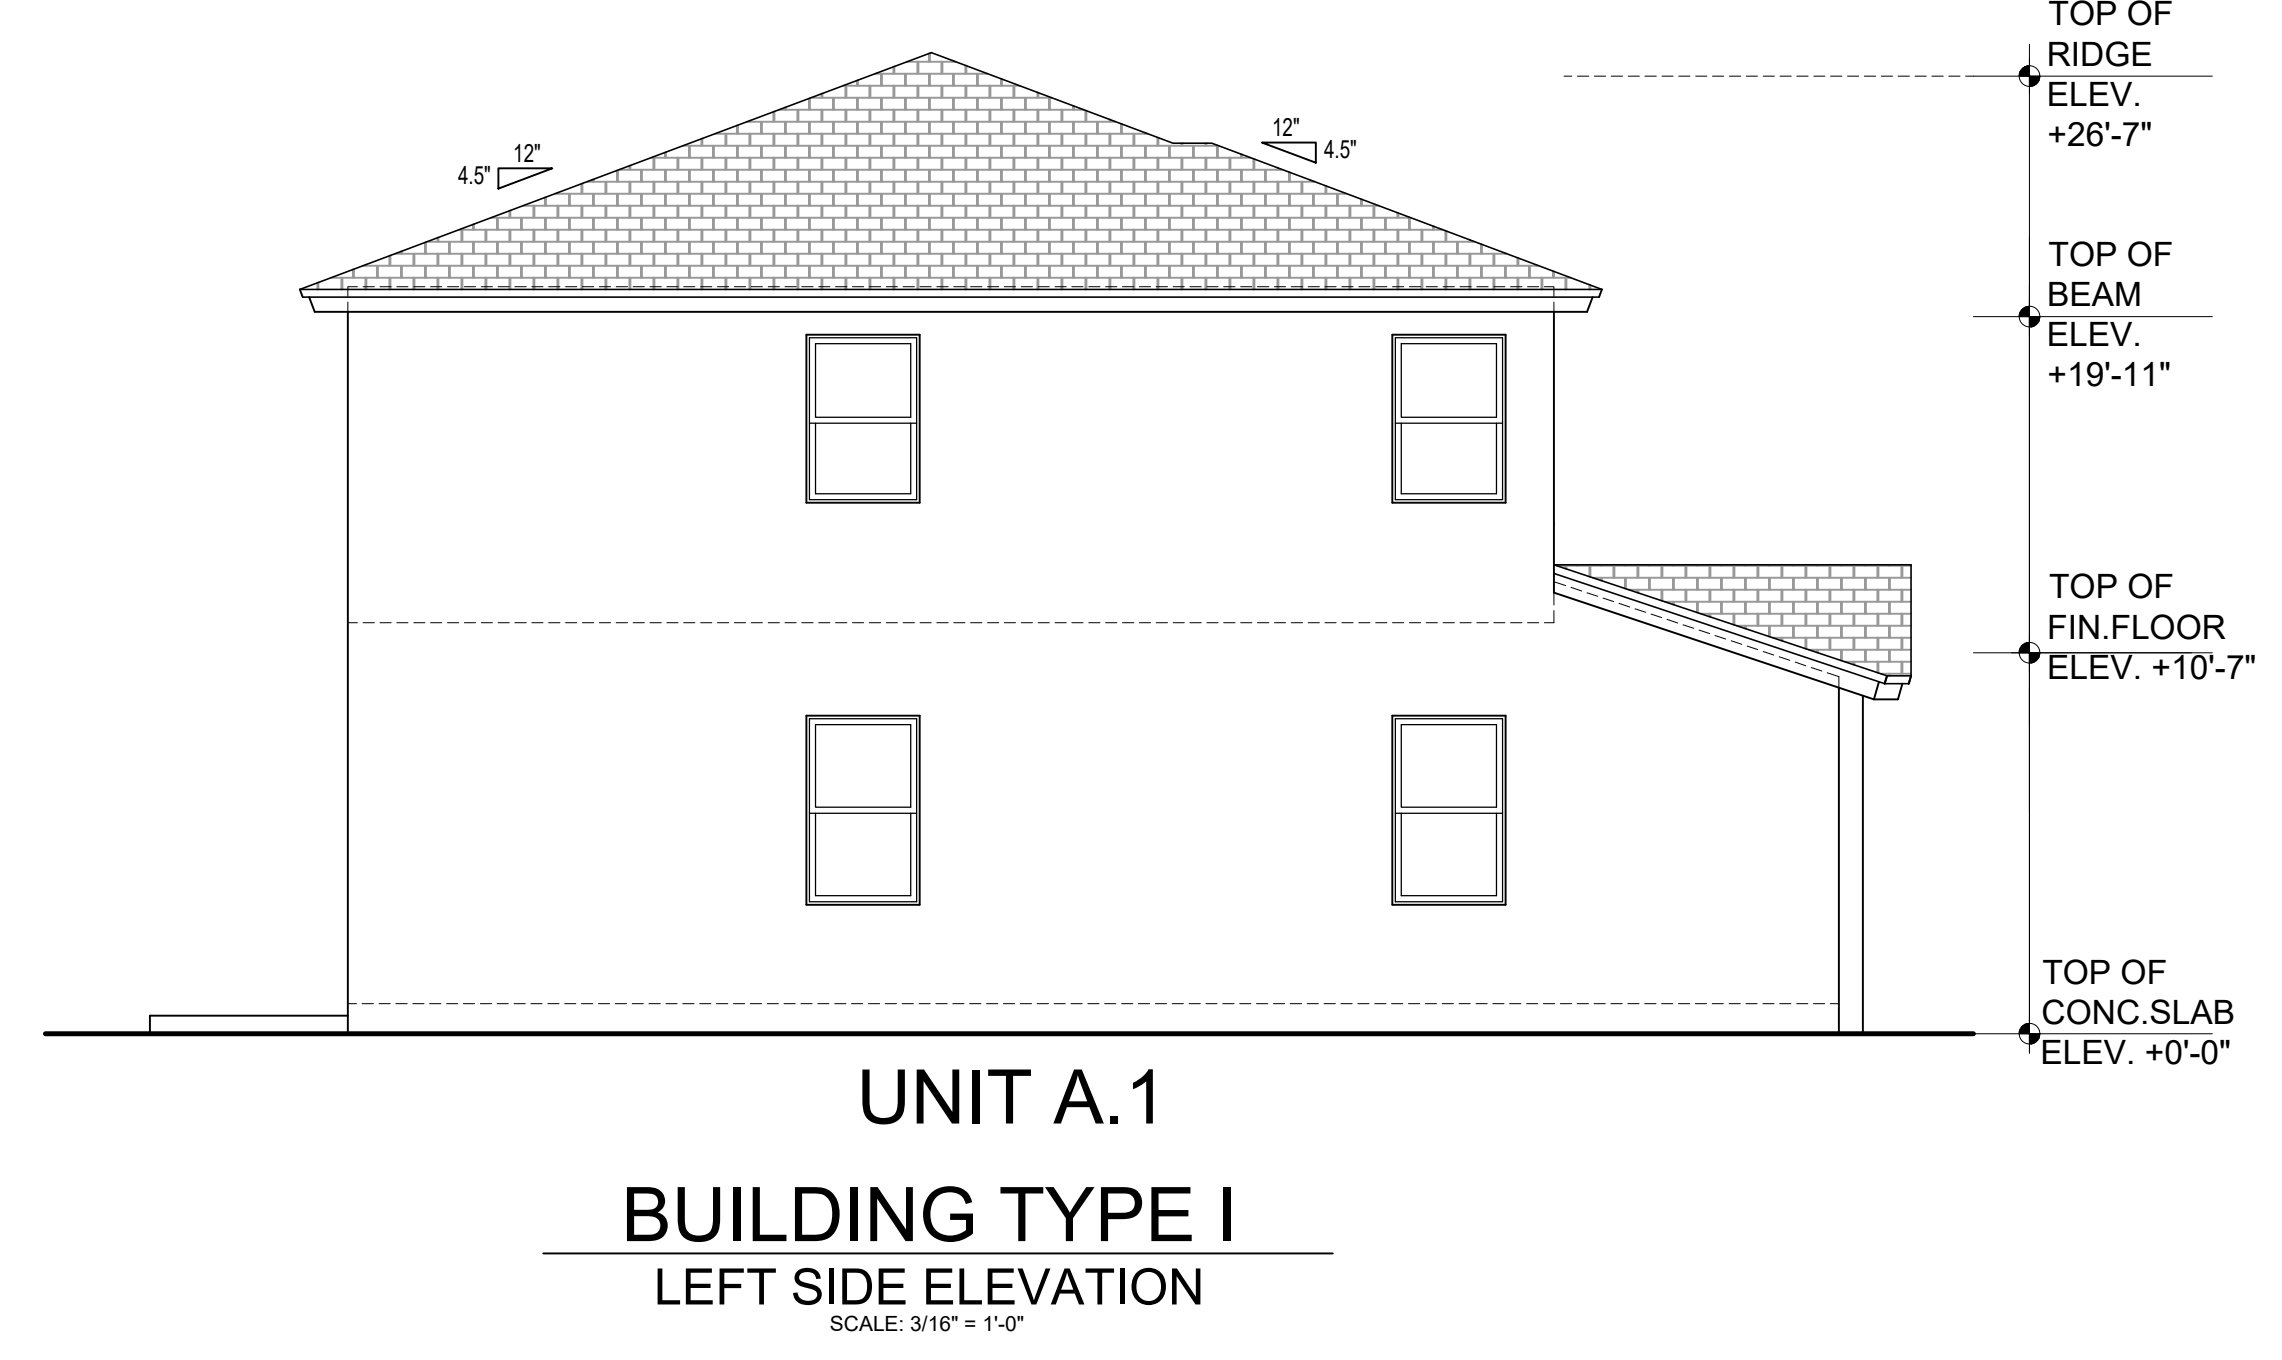 TOP OF
RIDGE
ELEV.
+26'-7"
12"
4.5"
12"
4.5"
TOP OF
BEAM
ELEV.
+19'-11"
TOP OF
FIN.FLOOR
ELEV. +10'-7"
TOP OF
CONC.SLAB
ELEV. +0'-0"
UNIT A.1
BUILDING TYPE I
LEFT SIDE ELEVATION
SCALE: 3/16" = 1'-0"